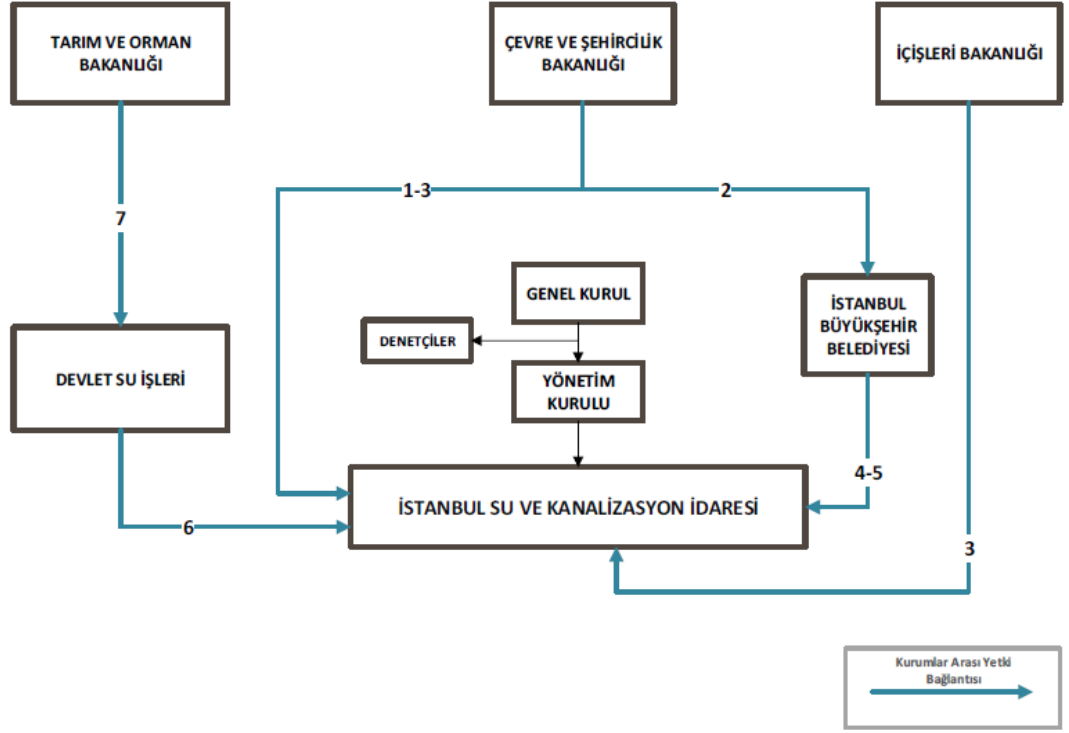 TARIM VE ORMAN
BAKANLIĞI
ÇEVRE VE ŞEHİRCİLİK
BAKANLIĞI
İÇİŞLERİ BAKANLIĞI
1-3
2
7
GENEL KURUL
DENETÇİLER
YÖNETİM
KURULU
İSTANBUL
BÜYÜKŞEHİR
BELEDİYESİ
DEVLET SU İŞLERİ
4-5
İSTANBUL SU VE KANALİZASYON İDARESİ
6
3
Kurumlar Arası Yetki
Bağlantısı